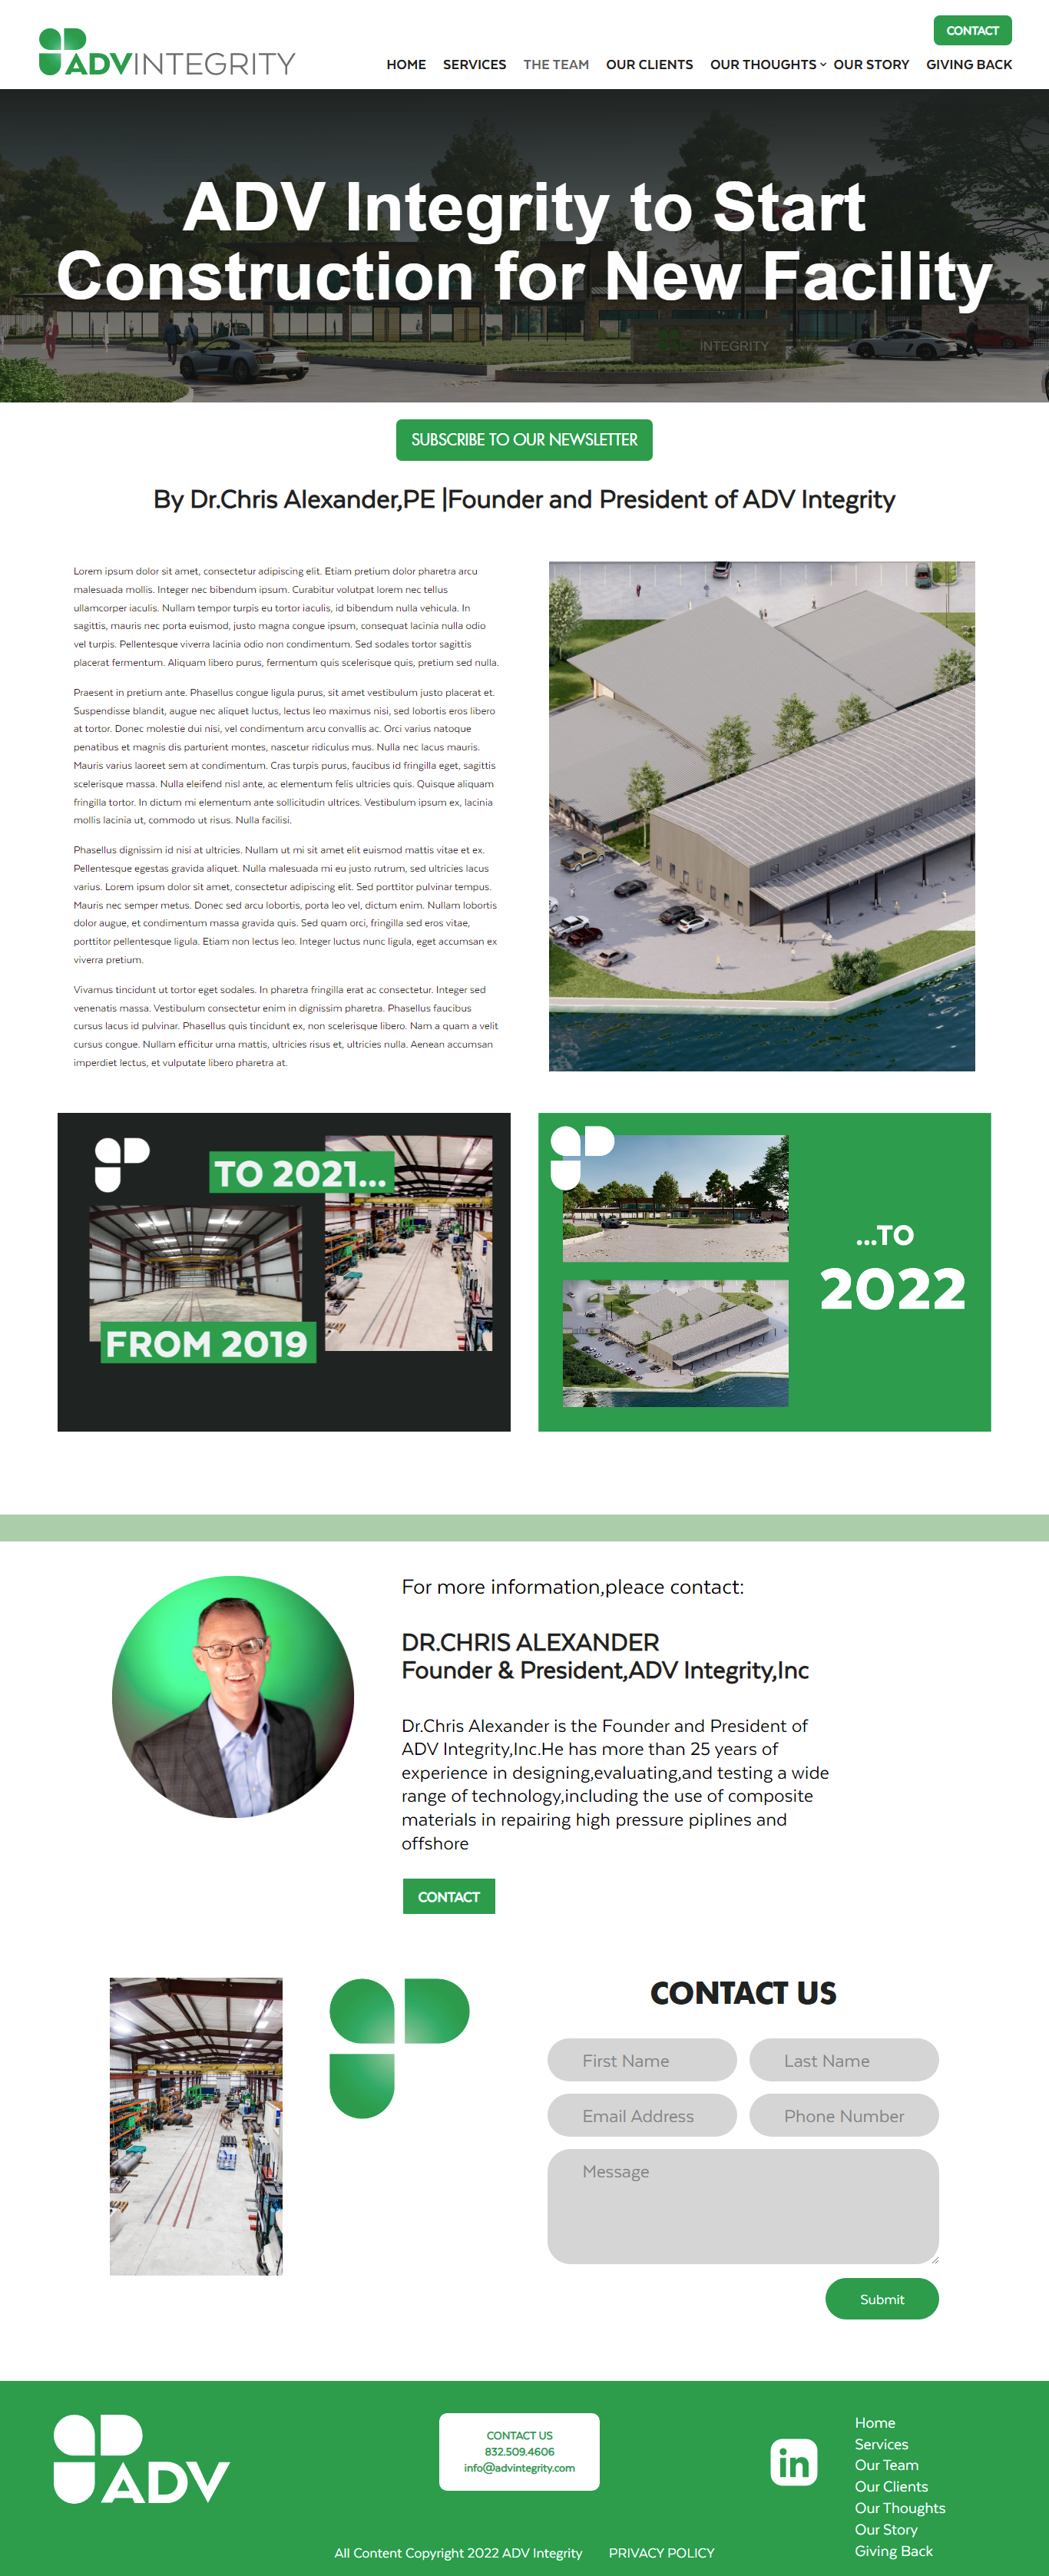 ADVINTEGRITY
CONTACT
HOME SERVICES THE TEAM OUR CLIENTS OUR THOUGHTS OUR STORY GIVING BACK
ADV Integrity to Start
Construction for New Facility
INTEGRITY
SUBSCRIBE TO OUR NEWSLETTER
By Dr.Chris Alexander,PE |Founder and President of ADV Integrity
Lorem ipsum dolor sit amet, consectetur adipiscing elit. Etiam pretium dolor pharetra arcu
malesuada mollis. Integer nec bibendum ipsum. Curabitur volutpat lorem nec tellus
ullamcorper iaculis. Nullam tempor turpis eu tortor iaculis, id bibendum nulla vehicula. In
sagittis, mauris nec porta euismod, justo magna congue ipsum, consequat lacinia nulla odio
vel turpis. Pellentesque viverra lacinia odio non condimentum. Sed sodales tortor sagittis
placerat fermentum. Aliquam libero purus, fermentum quis scelerisque quis, pretium sed nulla.
Praesent in pretium ante. Phasellus congue ligula purus, sit amet vestibulum justo placerat et.
Suspendisse blandit, augue nec aliquet luctus, lectus leo maximus nisi, sed lobortis eros libero
at tortor. Donec molestie dui nisi, vel condimentum arcu convallis ac. Orci varius natoque
penatibus et magnis dis parturient montes, nascetur ridiculus mus. Nulla nec lacus mauris.
Mauris varius laoreet sem at condimentum. Cras turpis purus, faucibus id fringilla eget, sagittis
scelerisque massa. Nulla eleifend nisl ante, ac elementum felis ultricies quis. Quisque aliquam
fringilla tortor. In dictum mi elementum ante sollicitudin ultrices. Vestibulum ipsum ex, lacinia
mollis lacinia ut, commodo ut risus. Nulla facilisi.
Phasellus dignissim id nisi at ultricies. Nullam ut mi sit amet elit euismod mattis vitae et ex.
Pellentesque egestas gravida aliquet. Nulla malesuada mi eu justo rutrum, sed ultricies lacus
varius. Lorem ipsum dolor sit amet, consectetur adipiscing elit. Sed porttitor pulvinar tempus.
Mauris nec semper metus. Donec sed arcu lobortis, porta leo vel, dictum enim. Nullam lobortis
dolor augue, et condimentum massa gravida quis. Sed quam orci, fringilla sed eros vitae,
porttitor pellentesque ligula. Etiam non lectus leo. Integer luctus nunc ligula, eget accumsan ex
viverra pretium.
Vivamus tincidunt ut tortor eget sodales. In pharetra fringilla erat ac consectetur. Integer sed
venenatis massa. Vestibulum consectetur enim in dignissim pharetra. Phasellus faucibus
cursus lacus id pulvinar. Phasellus quis tincidunt ex, non scelerisque libero. Nam a quam a velit
cursus congue. Nullam efficitur urna mattis, ultricies risus et, ultricies nulla. Aenean accumsan
imperdiet lectus, et vulputate libero pharetra at.
TO 2021...
FROM 2019
...TO
2022
For more information,pleace contact:
DR.CHRIS ALEXANDER
Founder & President,ADV Integrity,Inc
Dr.Chris Alexander is the Founder and President of
ADV Integrity,Inc.He has more than 25 years of
experience in designing,evaluating,and testing a wide
range of technology,including the use of composite
materials in repairing high pressure piplines and
offshore
CONTACT
CONTACT US
First Name
Last Name
Email Address
Phone Number
Message
Submit
ADV
CONTACT US
832.509.4606
info@advintegrity.com
in
Home
Services
Our Team
Our Clients
Our Thoughts
Our Story
Giving Back
All Content Copyright 2022 ADV Integrity PRIVACY POLICY